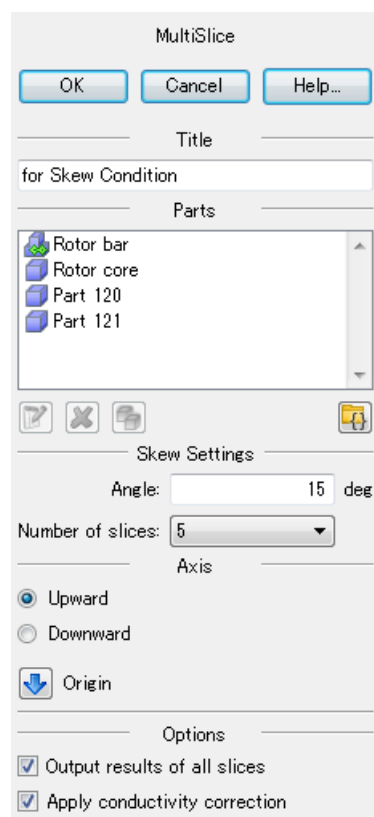 MultiSlice
OK Cancel Help...
Title
for Skew Condition
Parts
Rotor bar
Rotor core
Part 120
Part 121
Skew Settings
Angle: 15 deg
Number of slices: 5
Axis
Upward
Downward
Origin
Options
Output results of all slices
Apply conductivity correction